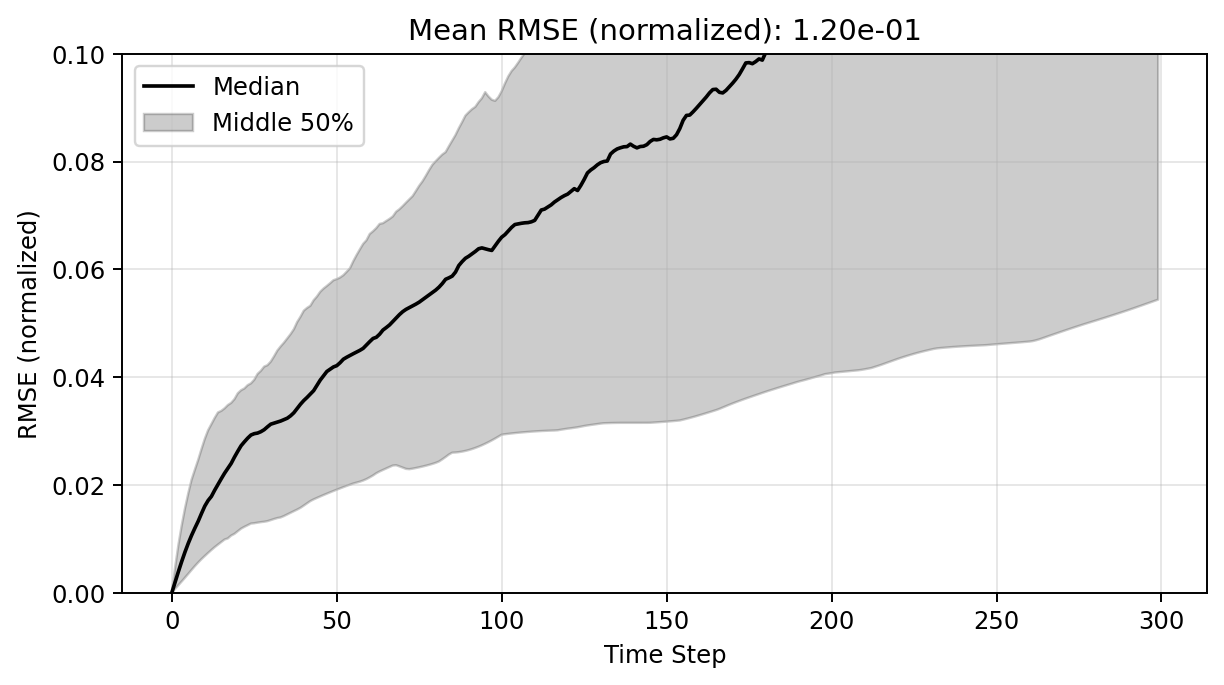 Mean RMSE (normalized): 1.20e-01
Median
Middle 50%
RMSE (normalized)
0.10
0.08
0.06
0.04
0.02
0.00
0 50 100 150 200 250 300
Time Step